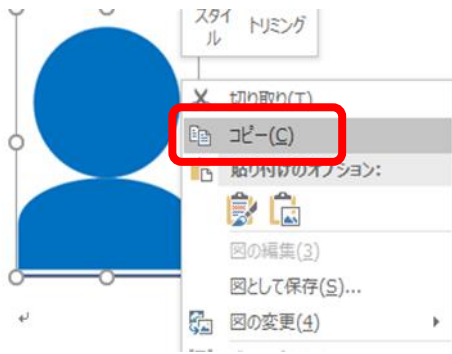 スタイ
ル
トリミング
切り取り(T)
コピー(C)
貼り付けのオプション:
図の編集(3)
図として保存(S)...
図の変更(4)